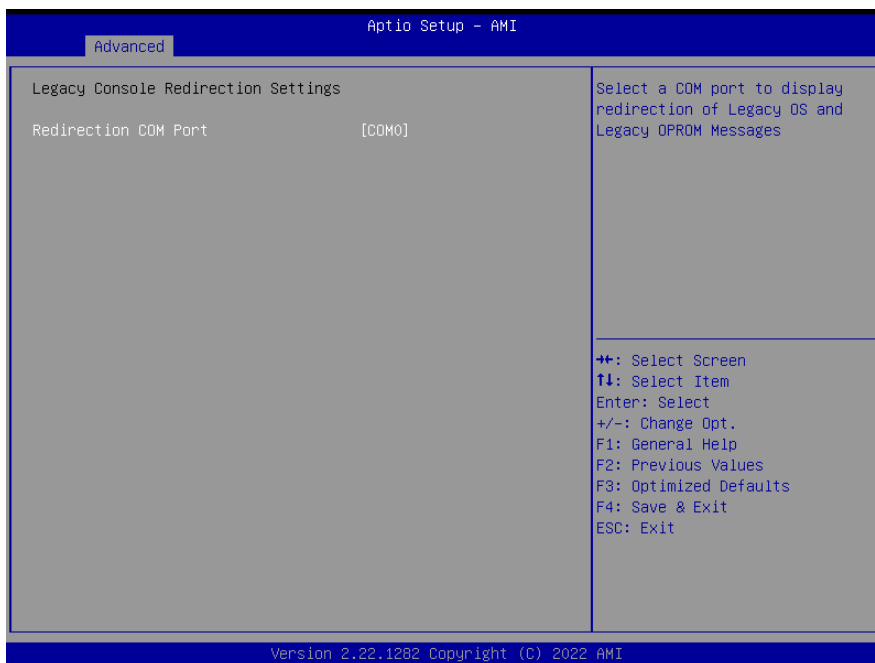 Aptio Setup - AMI
Advanced
Legacy Console Redirection Settings
Redirection COM Port [COM0]
Select a COM port to display
redirection of Legacy OS and
Legacy OPROM Messages
→←: Select Screen
↑↓: Select Item
Enter: Select
+/-: Change Opt.
F1: General Help
F2: Previous Values
F3: Optimized Defaults
F4: Save & Exit
ESC: Exit
Version 2.22.1282 Copyright (C) 2022 AMI